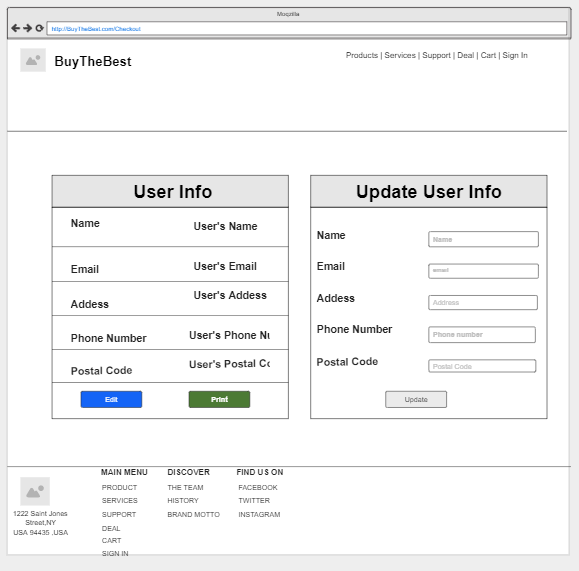 Moqzilla
http://BuyTheBest.com/Checkout
BuyTheBest
Products | Services | Support | Deal | Cart | Sign In
User Info
Name User's Name
Email User's Email
Addess User's Addess
Phone Number User's Phone Nu
Postal Code User's Postal Co
Edit Print
Update User Info
Name Name
Email email
Addess Address
Phone Number Phone number
Postal Code Postal Code
Update
1222 Saint Jones
Street,NY
USA 94435 ,USA
MAIN MENU
PRODUCT
SERVICES
SUPPORT
DEAL
CART
SIGN IN
DISCOVER
THE TEAM
HISTORY
BRAND MOTTO
FIND US ON
FACEBOOK
TWITTER
INSTAGRAM